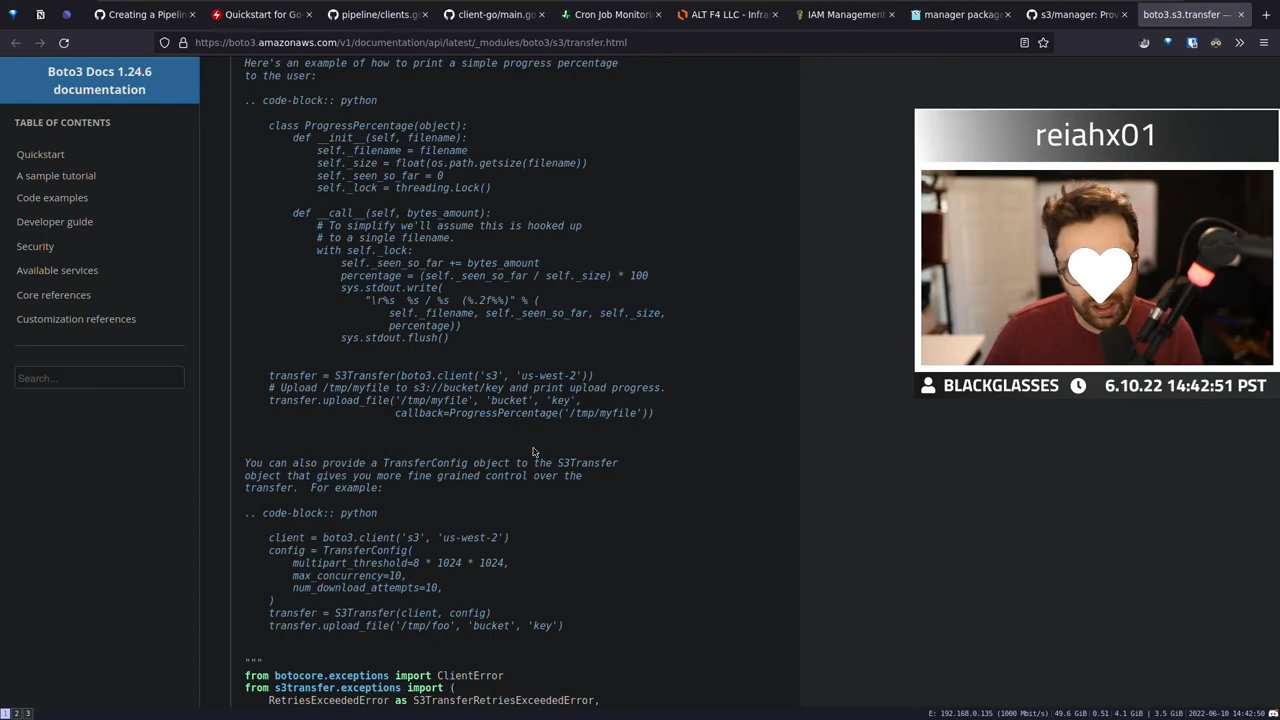 Creating a Pipelin
Quickstart for Go
pipeline/clients.g
client-go/main.go
Cron Job Monitori
ALT F4 LLC - Infra
IAM Management
manager package
s3/manager: Prov
boto3.s3.transfer —
https://boto3.amazonaws.com/v1/documentation/api/latest/_modules/boto3/s3/transfer.html
Boto3 Docs 1.24.6
documentation
TABLE OF CONTENTS
Quickstart
A sample tutorial
Code examples
Developer guide
Security
Available services
Core references
Customization references
Search...
Here's an example of how to print a simple progress percentage
to the user:
.. code-block:: python
class ProgressPercentage(object):
def __init__(self, filename):
self._filename = filename
self._size = float(os.path.getsize(filename))
self._seen_so_far = 0
self._lock = threading.Lock()
def __call__(self, bytes_amount):
# To simplify we'll assume this is hooked up
# to a single filename.
with self._lock:
self._seen_so_far += bytes_amount
percentage = (self._seen_so_far / self._size) * 100
sys.stdout.write(
"\r%s  %s / %s  (%.2f%%)" % (
self._filename, self._seen_so_far, self._size,
percentage))
sys.stdout.flush()
transfer = S3Transfer(boto3.client('s3', 'us-west-2'))
# Upload /tmp/myfile to s3://bucket/key and print upload progress.
transfer.upload_file('/tmp/myfile', 'bucket', 'key',
callback=ProgressPercentage('/tmp/myfile'))
You can also provide a TransferConfig object to the S3Transfer
object that gives you more fine grained control over the
transfer.  For example:
.. code-block:: python
client = boto3.client('s3', 'us-west-2')
config = TransferConfig(
multipart_threshold=8 * 1024 * 1024,
max_concurrency=10,
num_download_attempts=10,
)
transfer = S3Transfer(client, config)
transfer.upload_file('/tmp/foo', 'bucket', 'key')
"""
from botocore.exceptions import ClientError
from s3transfer.exceptions import (
RetriesExceededError as S3TransferRetriesExceededError,
reiahx01
BLACKGLASSES 6.10.22 14:42:51 PST
1 2 3
E: 192.168.0.135 (1000 Mbit/s) | 49.6 GiB | 0.51 | 4.1 GiB | 3.5 GiB | 2022-06-10 14:42:50